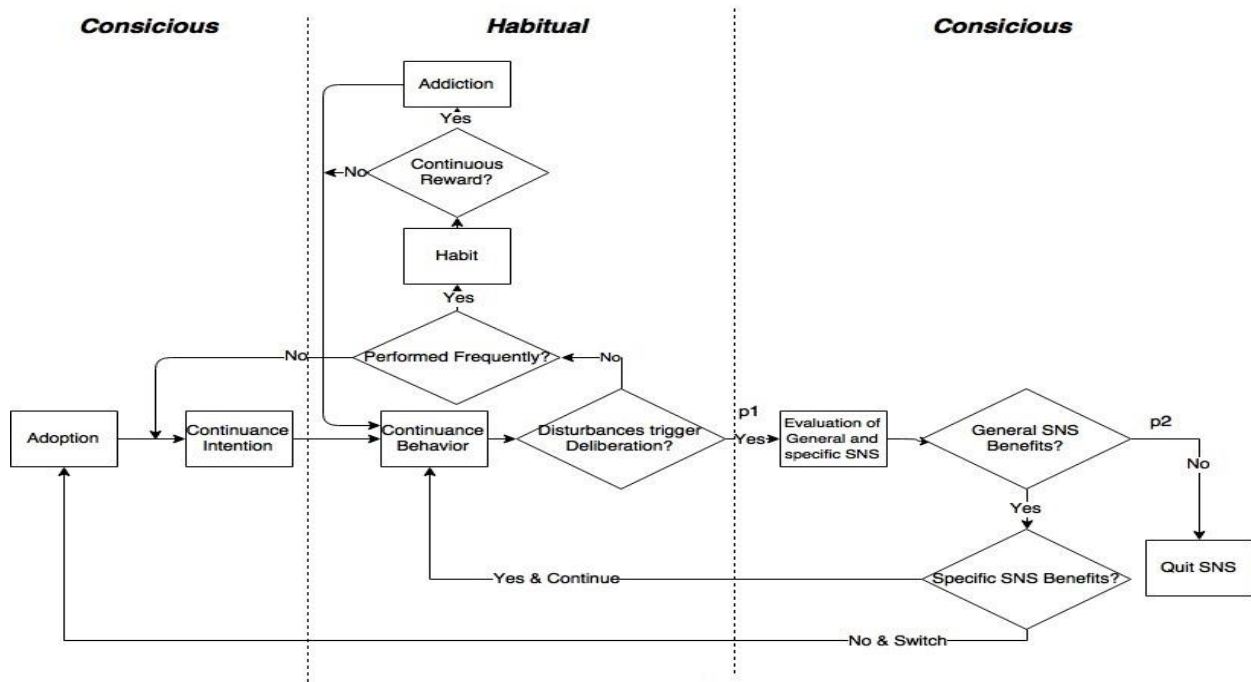 Consicious
Habitual
Consicious
Addiction
Yes
Continuous
Reward?
No
Habit
Yes
Performed Frequently?
No
No
Adoption
Continuance
Intention
Continuance
Behavior
Disturbances trigger
Deliberation?
p1
Yes
Evaluation of
General and
specific SNS
General SNS
Benefits?
p2
No
Yes
Quit SNS
Specific SNS Benefits?
Yes & Continue
No & Switch